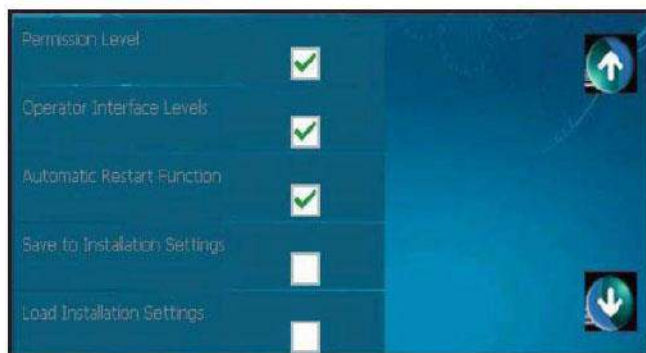 Permission Level
Operator Interface Levels
Automatic Restart Function
Save to Installation Settings
Load Installation Settings